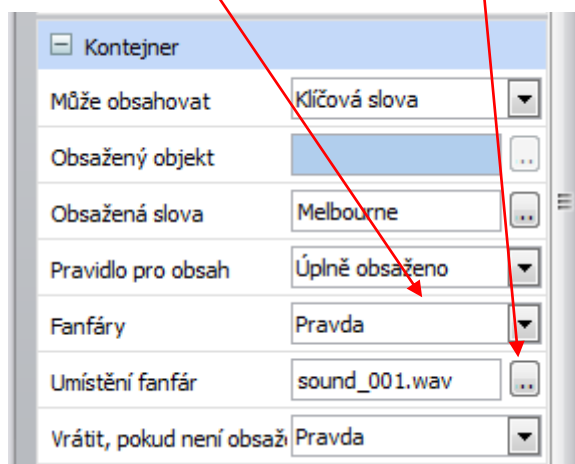 Kontejner
Může obsahovat Klíčová slova
Obsažený objekt ..
Obsažená slova Melbourne ..
Pravidlo pro obsah Úplně obsaženo
Fanfáry Pravda
Umístění fanfár sound_001.wav ..
Vrátit, pokud není obsaž Pravda